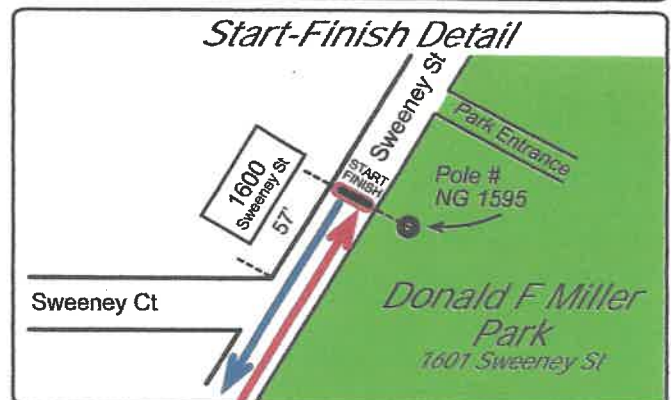 Start-Finish Detail
Sweeney St
Park Entrance
START
FINISH
1600
Sweeney St
57'
Pole #
NG 1595
Sweeney Ct
Donald F Miller
Park
1601 Sweeney St